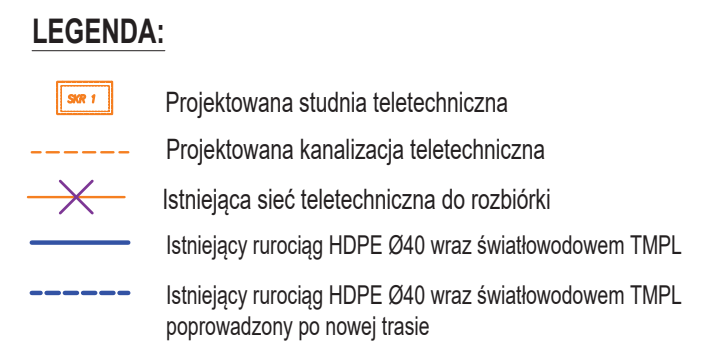 LEGENDA:
SKR 1
Projektowana studnia teletechniczna
Projektowana kanalizacja teletechniczna
Istniejąca sieć teletechniczna do rozbiórki
Istniejący rurociąg HDPE Ø40 wraz światłowodowem TMPL
Istniejący rurociąg HDPE Ø40 wraz światłowodowem TMPL
poprowadzony po nowej trasie